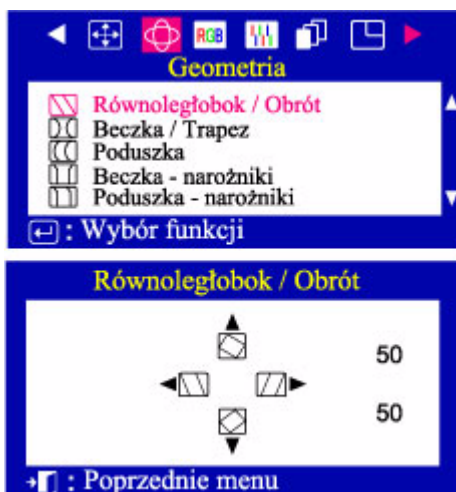 RGB
Geometria
Równoległobok / Obrót
Beczka / Trapez
Poduszka
Beczka - narożniki
Poduszka - narożniki
: Wybór funkcji
Równoległobok / Obrót
50
50
: Poprzednie menu